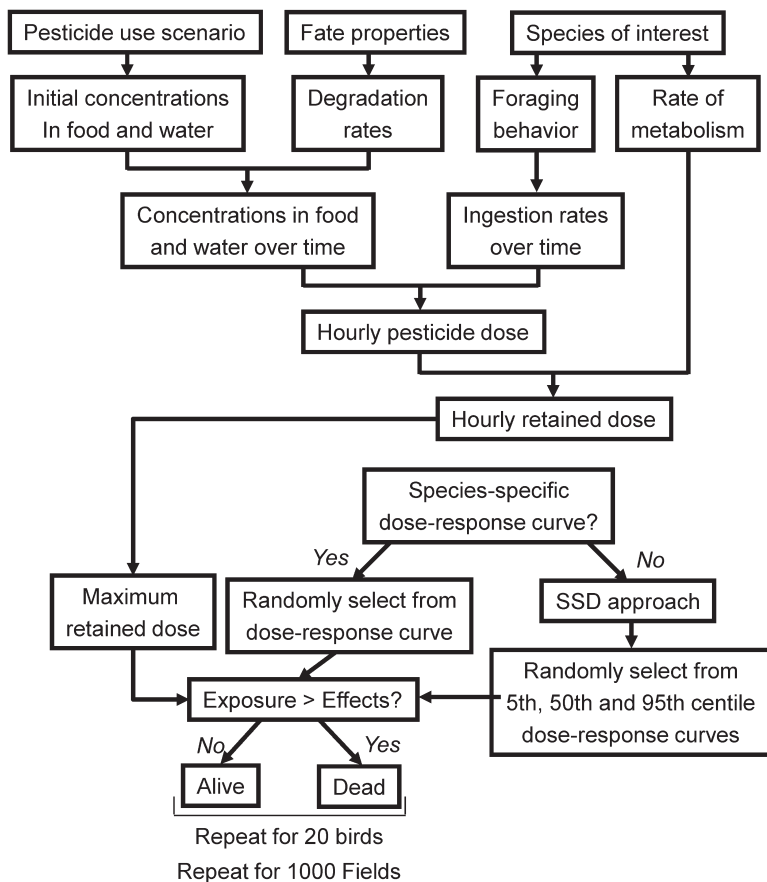 Pesticide use scenario
Fate properties
Species of interest
Initial concentrations
In food and water
Degradation
rates
Foraging
behavior
Rate of
metabolism
Concentrations in food
and water over time
Ingestion rates
over time
Hourly pesticide dose
Hourly retained dose
Species-specific
dose-response curve?
Yes
No
Maximum
retained dose
Randomly select from
dose-response curve
SSD approach
Randomly select from
5th, 50th and 95th centile
dose-response curves
Exposure > Effects?
No
Yes
Alive
Dead
Repeat for 20 birds
Repeat for 1000 Fields